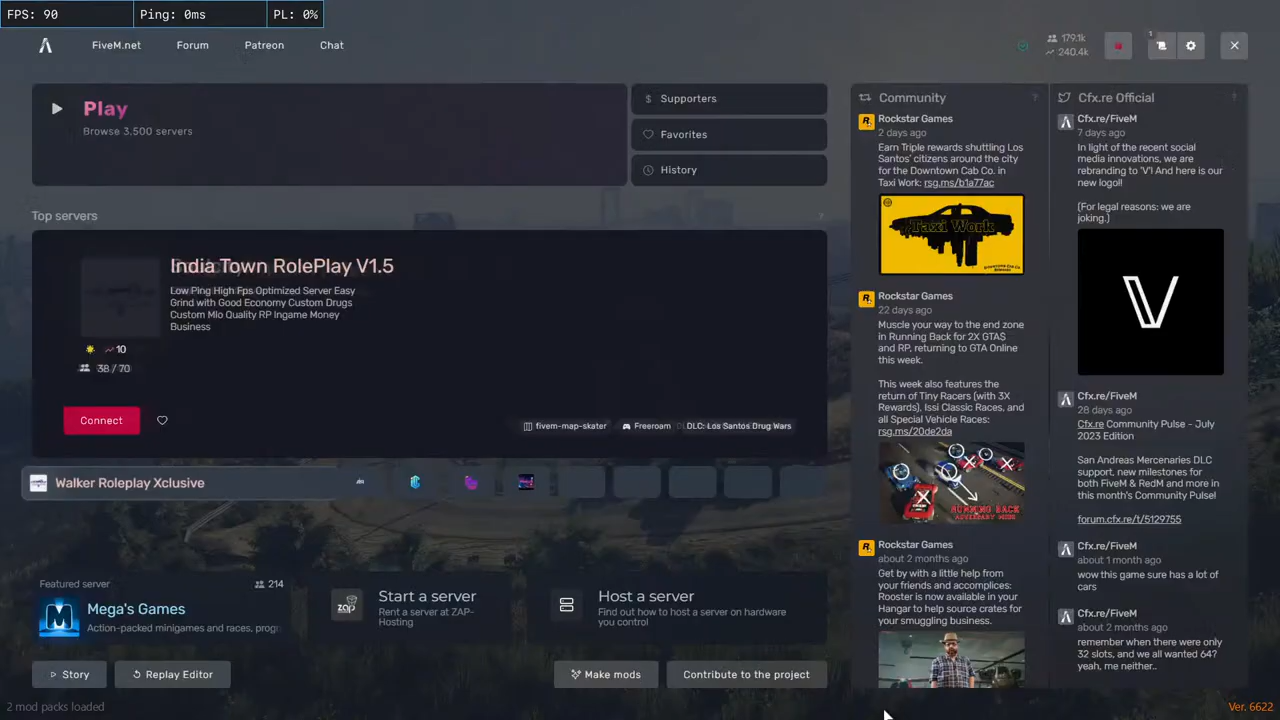 FPS: 90
Ping: 0ms
PL: 0%
FiveM.net
Forum
Patreon
Chat
179.1k
240.4k
1
Play
Browse 3.500 servers
Supporters
Favorites
History
Top servers
India Town RolePlay V1.5
Low Ping High Fps Optimized Server Easy
Grind with Good Economy Custom Drugs
Custom Mlo Quality RP Ingame Money
Business
10
38 / 70
Connect
fivem-map-skater
Freeroam
DLC: Los Santos Drug Wars
Walker Roleplay Xclusive
Featured server
214
Mega's Games
Action-packed minigames and races, progr
Start a server
Rent a server at ZAP-
Hosting
Host a server
Find out how to host a server on hardware
you control
Story
Replay Editor
Make mods
Contribute to the project
2 mod packs loaded
Community
Rockstar Games
2 days ago
Earn Triple rewards shuttling Los
Santos' citizens around the city
for the Downtown Cab Co. in
Taxi Work: rsg.ms/b1a77ac
Taxi Work
Rockstar Games
22 days ago
Muscle your way to the end zone
in Running Back for 2X GTA$
and RP, returning to GTA Online
this week.
This week also features the
return of Tiny Racers (with 3X
Rewards), Issi Classic Races, and
all Special Vehicle Races:
rsg.ms/20de2da
RUNNING BACK
ADVERSARY MODE
Rockstar Games
about 2 months ago
Get by with a little help from
your friends and accomplices:
Rooster is now available in your
Hangar to help source crates for
your smuggling business.
Cfx.re Official
Cfx.re/FiveM
7 days ago
In light of the recent social
media innovations, we are
rebranding to 'V'! And here is our
new logo!!
(For legal reasons: we are
joking.)
V
Cfx.re/FiveM
28 days ago
Cfx.re Community Pulse - July
2023 Edition
San Andreas Mercenaries DLC
support, new milestones for
both FiveM & RedM and more in
this month's Community Pulse!
forum.cfx.re/t/5129755
Cfx.re/FiveM
about 1 month ago
wow this game sure has a lot of
cars
Cfx.re/FiveM
about 2 months ago
remember when there were only
32 slots, and we all wanted 64?
yeah, me neither..
Ver. 6622